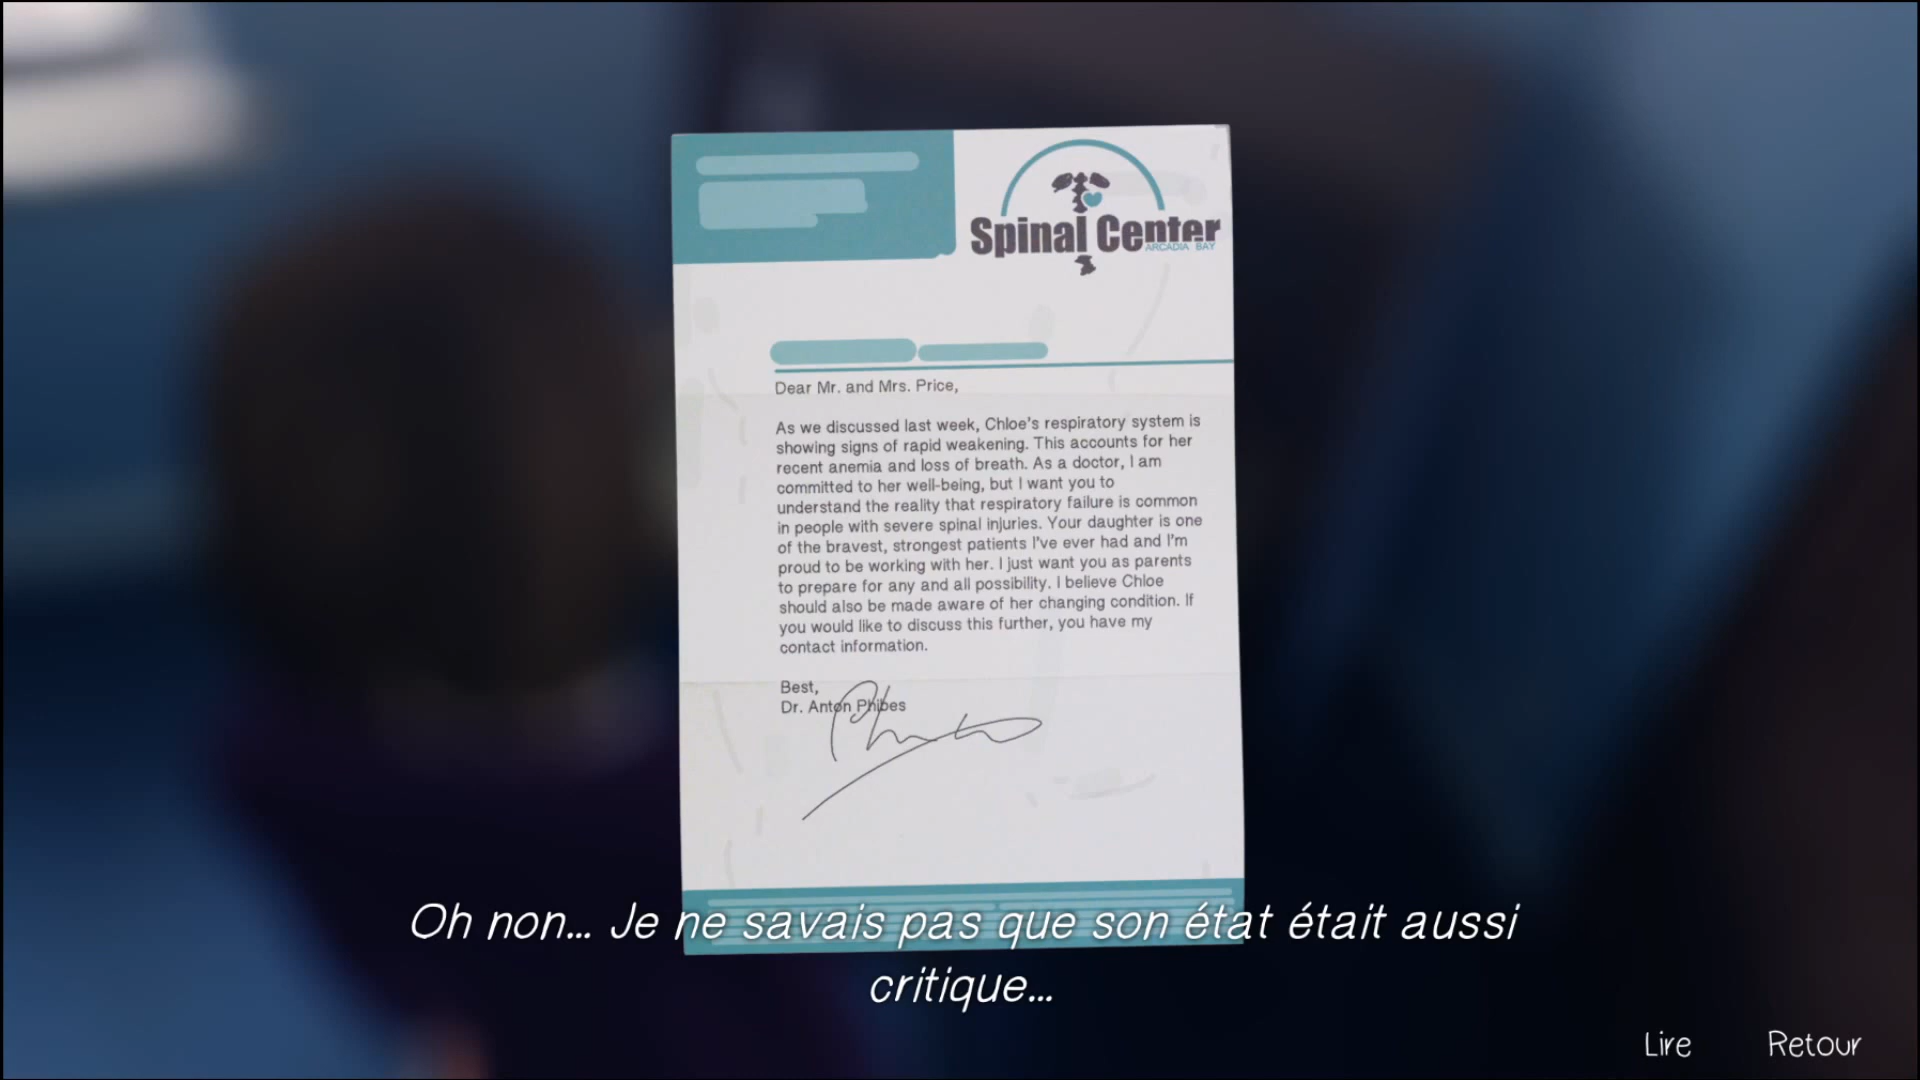 Spinal Center
ARCADIA BAY
Dear Mr. and Mrs. Price,
As we discussed last week, Chloe's respiratory system is
showing signs of rapid weakening. This accounts for her
recent anemia and loss of breath. As a doctor, I am
committed to her well-being, but I want you to
understand the reality that respiratory failure is common
in people with severe spinal injuries. Your daughter is one
of the bravest, strongest patients I've ever had and I'm
proud to be working with her. I just want you as parents
to prepare for any and all possibility. I believe Chloe
should also be made aware of her changing condition. If
you would like to discuss this further, you have my
contact information.
Best,
Dr. Anton Phibes
Oh non... Je ne savais pas que son état était aussi
critique...
Lire Retour